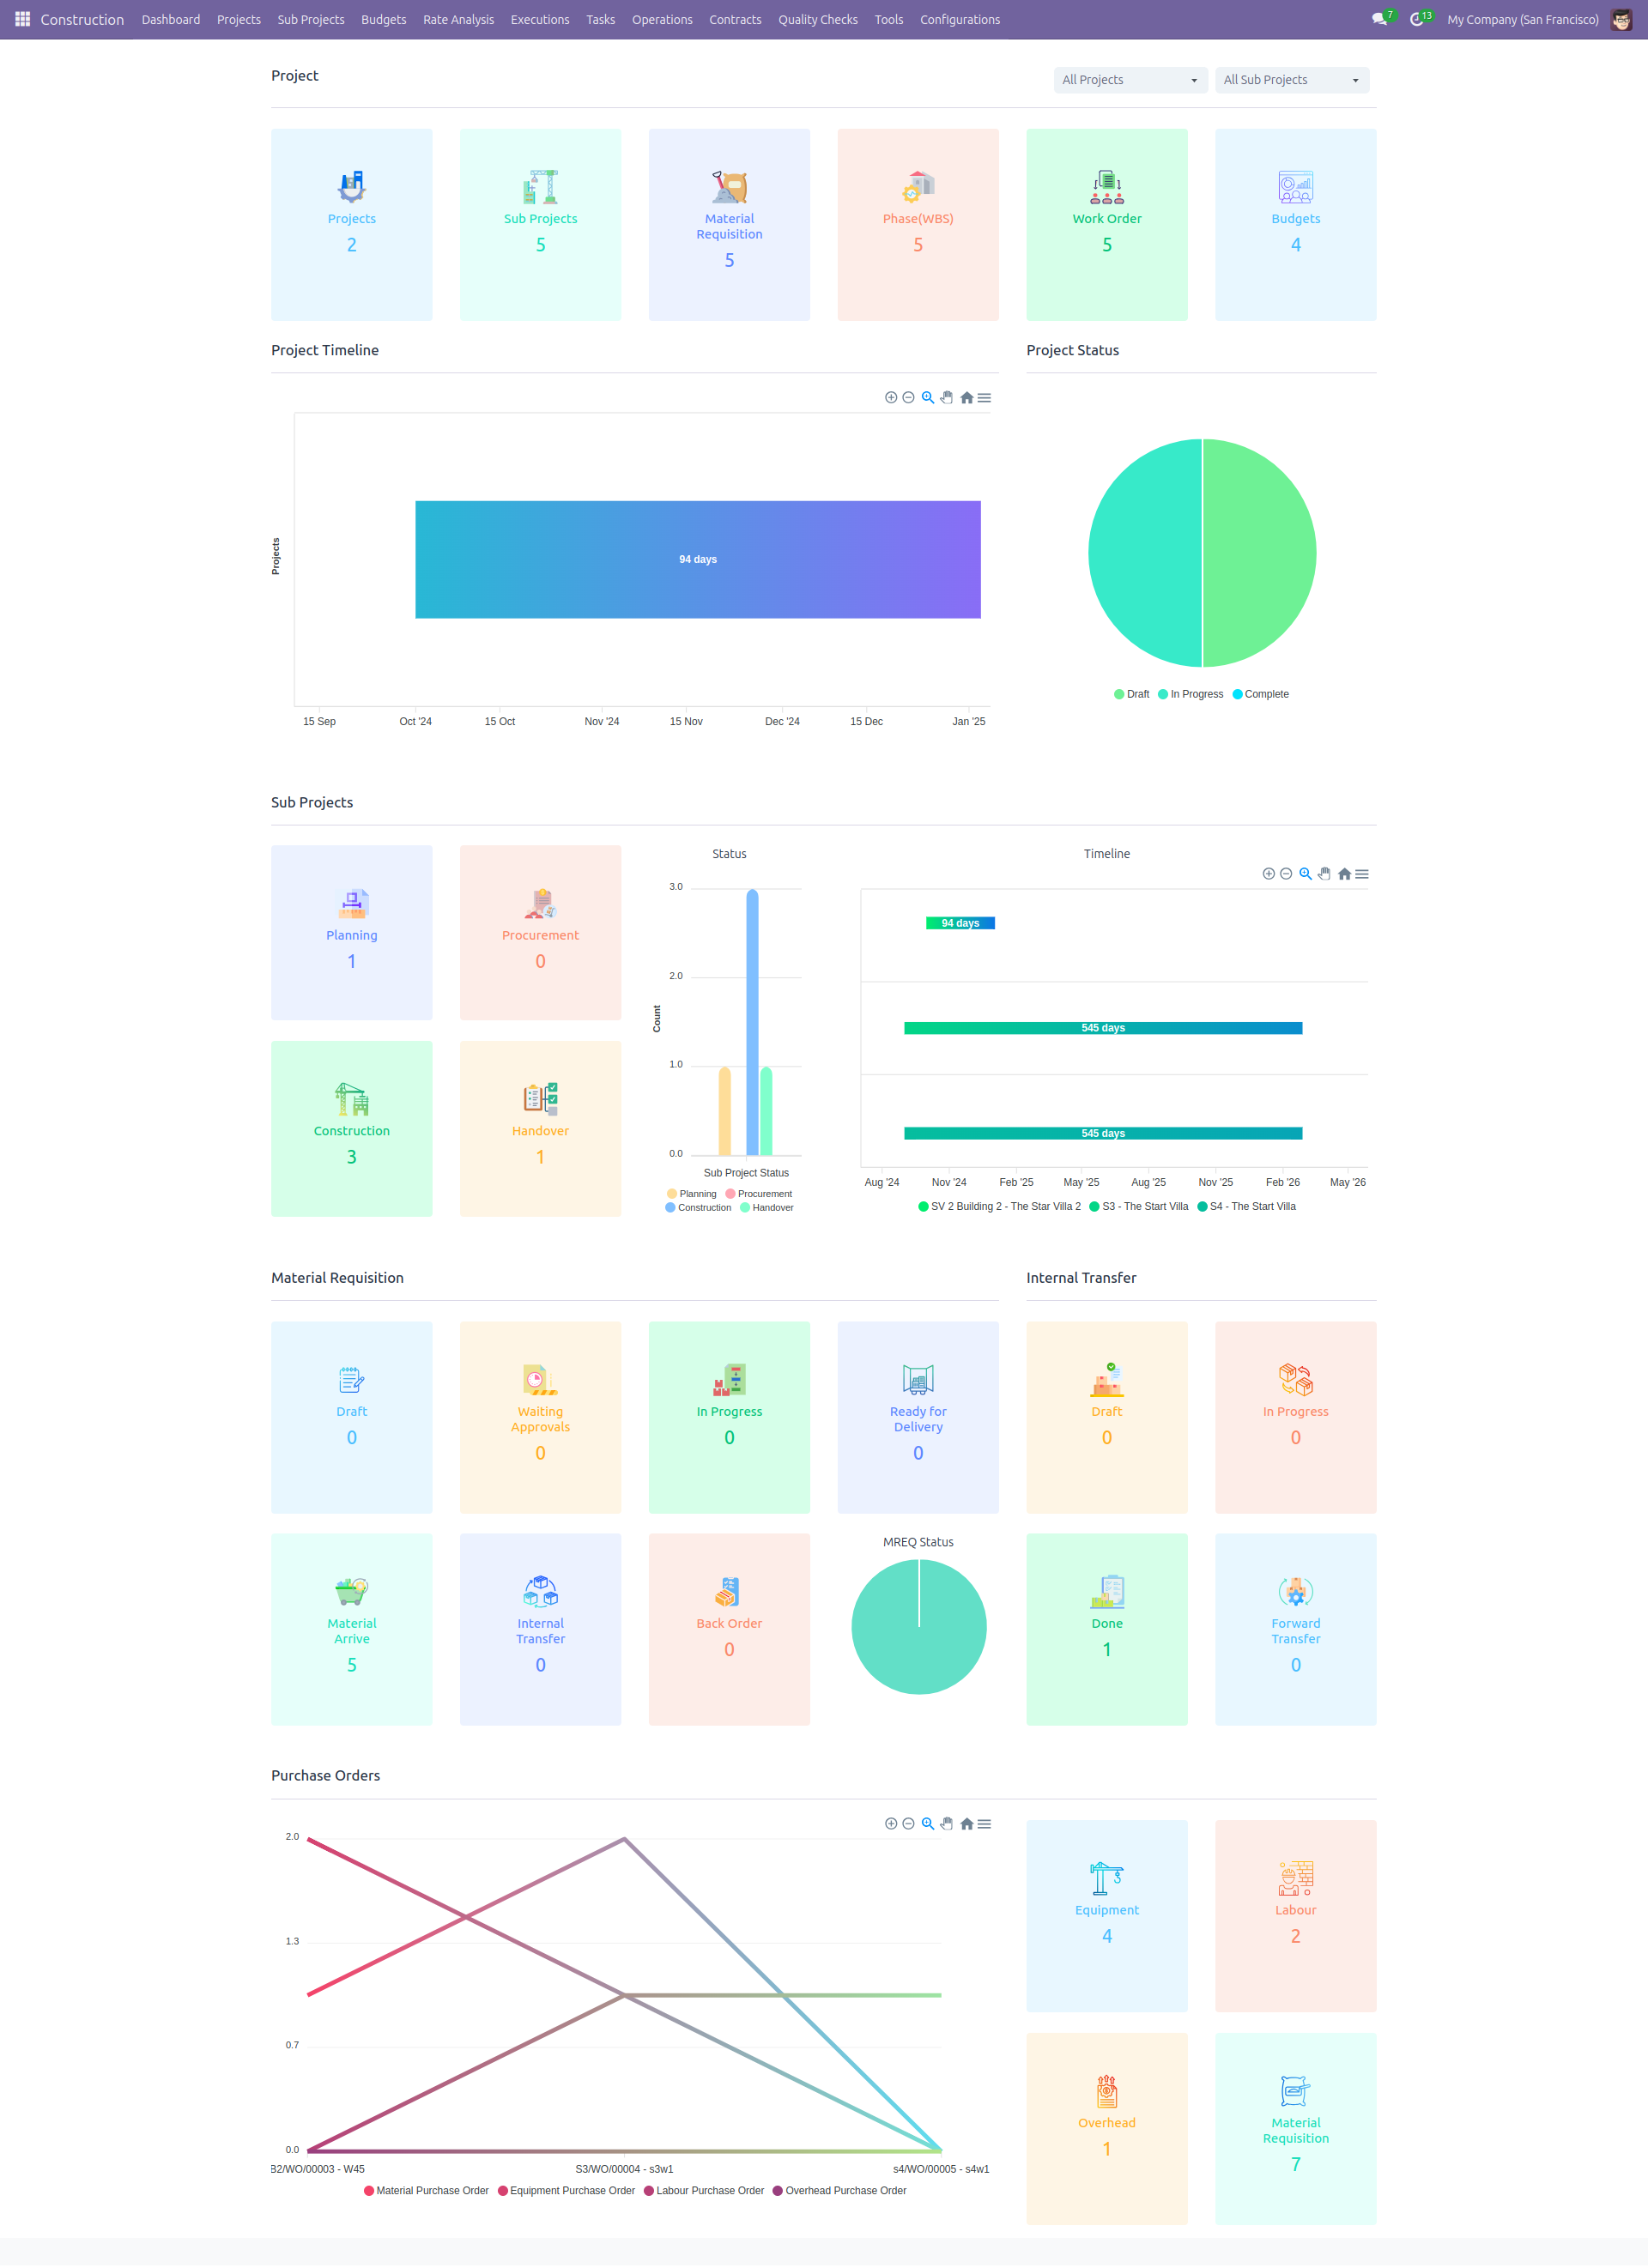 Construction Dashboard Projects Sub Projects Budgets Rate Analysis Executions Tasks Operations Contracts Quality Checks Tools Configurations 7 13 My Company (San Francisco)
Project All Projects All Sub Projects
Projects
2
Sub Projects
5
Material
Requisition
5
Phase(WBS)
5
Work Order
5
Budgets
4
Project Timeline
Projects
94 days
15 Sep Oct '24 15 Oct Nov '24 15 Nov Dec '24 15 Dec Jan '25
Project Status
Draft In Progress Complete
Sub Projects
Planning
1
Procurement
0
Construction
3
Handover
1
Status
3.0
2.0
Count
1.0
0.0
Sub Project Status
Planning Procurement
Construction Handover
Timeline
94 days
545 days
545 days
Aug '24 Nov '24 Feb '25 May '25 Aug '25 Nov '25 Feb '26 May '26
SV 2 Building 2 - The Star Villa 2 S3 - The Start Villa S4 - The Start Villa
Material Requisition
Draft
0
Waiting
Approvals
0
In Progress
0
Ready for
Delivery
0
Material
Arrive
5
Internal
Transfer
0
Back Order
0
MREQ Status
Internal Transfer
Draft
0
In Progress
0
Done
1
Forward
Transfer
0
Purchase Orders
2.0
1.3
0.7
0.0
B2/WO/00003 - W45 S3/WO/00004 - s3w1 s4/WO/00005 - s4w1
Material Purchase Order Equipment Purchase Order Labour Purchase Order Overhead Purchase Order
Equipment
4
Labour
2
Overhead
1
Material
Requisition
7